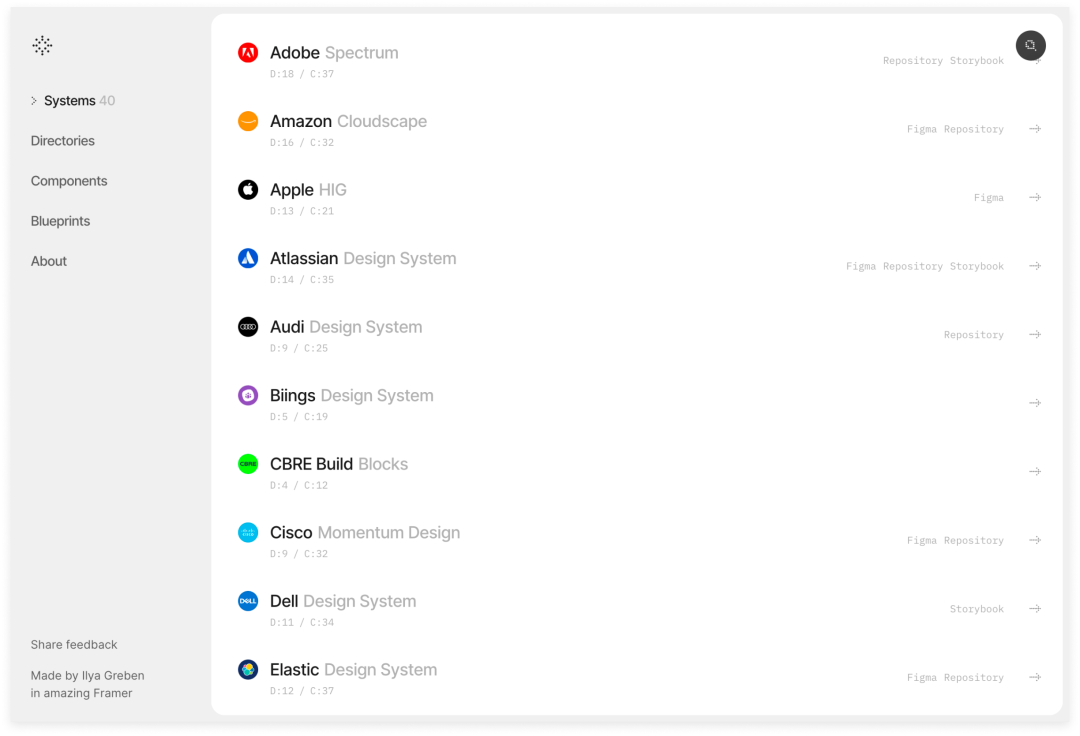 > Systems 40
Directories
Components
Blueprints
About
Share feedback
Made by Ilya Greben
in amazing Framer
Adobe Spectrum
D:18 / C:37
Repository Storybook
Amazon Cloudscape
D:16 / C:32
Figma Repository
Apple HIG
D:13 / C:21
Figma
Atlassian Design System
D:14 / C:35
Figma Repository Storybook
Audi Design System
D:9 / C:25
Repository
Biings Design System
D:5 / C:19
CBRE
CBRE Build Blocks
D:4 / C:12
Cisco Momentum Design
D:9 / C:32
Figma Repository
DELL
Dell Design System
D:11 / C:34
Storybook
Elastic Design System
D:12 / C:37
Figma Repository